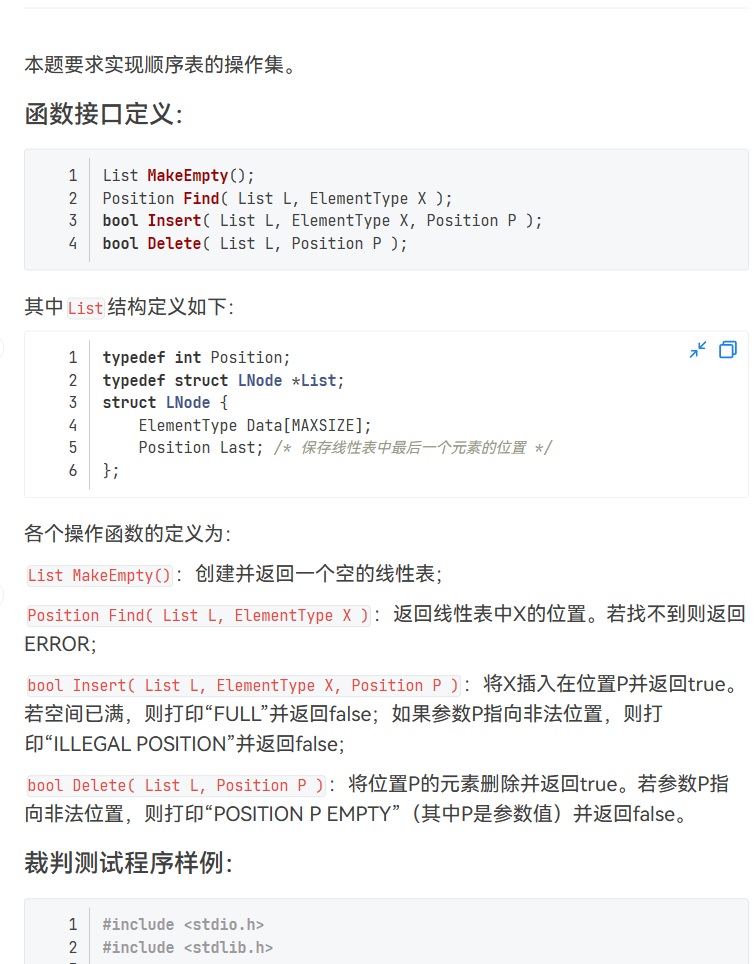 本题要求实现顺序表的操作集。
函数接口定义：
1 List MakeEmpty();
2 Position Find( List L, ElementType X );
3 bool Insert( List L, ElementType X, Position P );
4 bool Delete( List L, Position P );
其中List结构定义如下：
1 typedef int Position;
2 typedef struct LNode *List;
3 struct LNode {
4     ElementType Data[MAXSIZE];
5     Position Last; /* 保存线性表中最后一个元素的位置 */
6 };
各个操作函数的定义为：
List MakeEmpty()：创建并返回一个空的线性表；
Position Find( List L, ElementType X )：返回线性表中X的位置。若找不到则返回
ERROR；
bool Insert( List L, ElementType X, Position P )：将X插入在位置P并返回true。
若空间已满，则打印“FULL”并返回false；如果参数P指向非法位置，则打
印“ILLEGAL POSITION”并返回false；
bool Delete( List L, Position P )：将位置P的元素删除并返回true。若参数P指
向非法位置，则打印“POSITION P EMPTY”（其中P是参数值）并返回false。
裁判测试程序样例：
1 #include <stdio.h>
2 #include <stdlib.h>